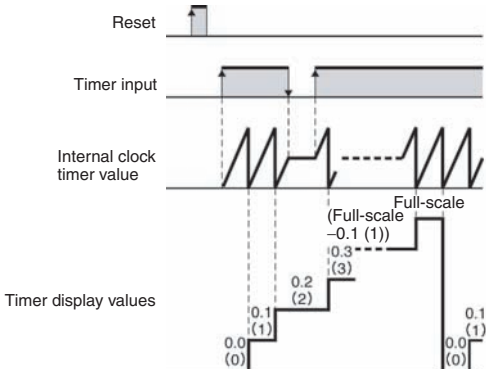 Reset
Timer input
Internal clock
timer value
Full-scale
(Full-scale
–0.1 (1))
0.3
(3)
0.2
(2)
Timer display values
0.1
(1)
0.0
(0)
0.1
(1)
0.0
(0)